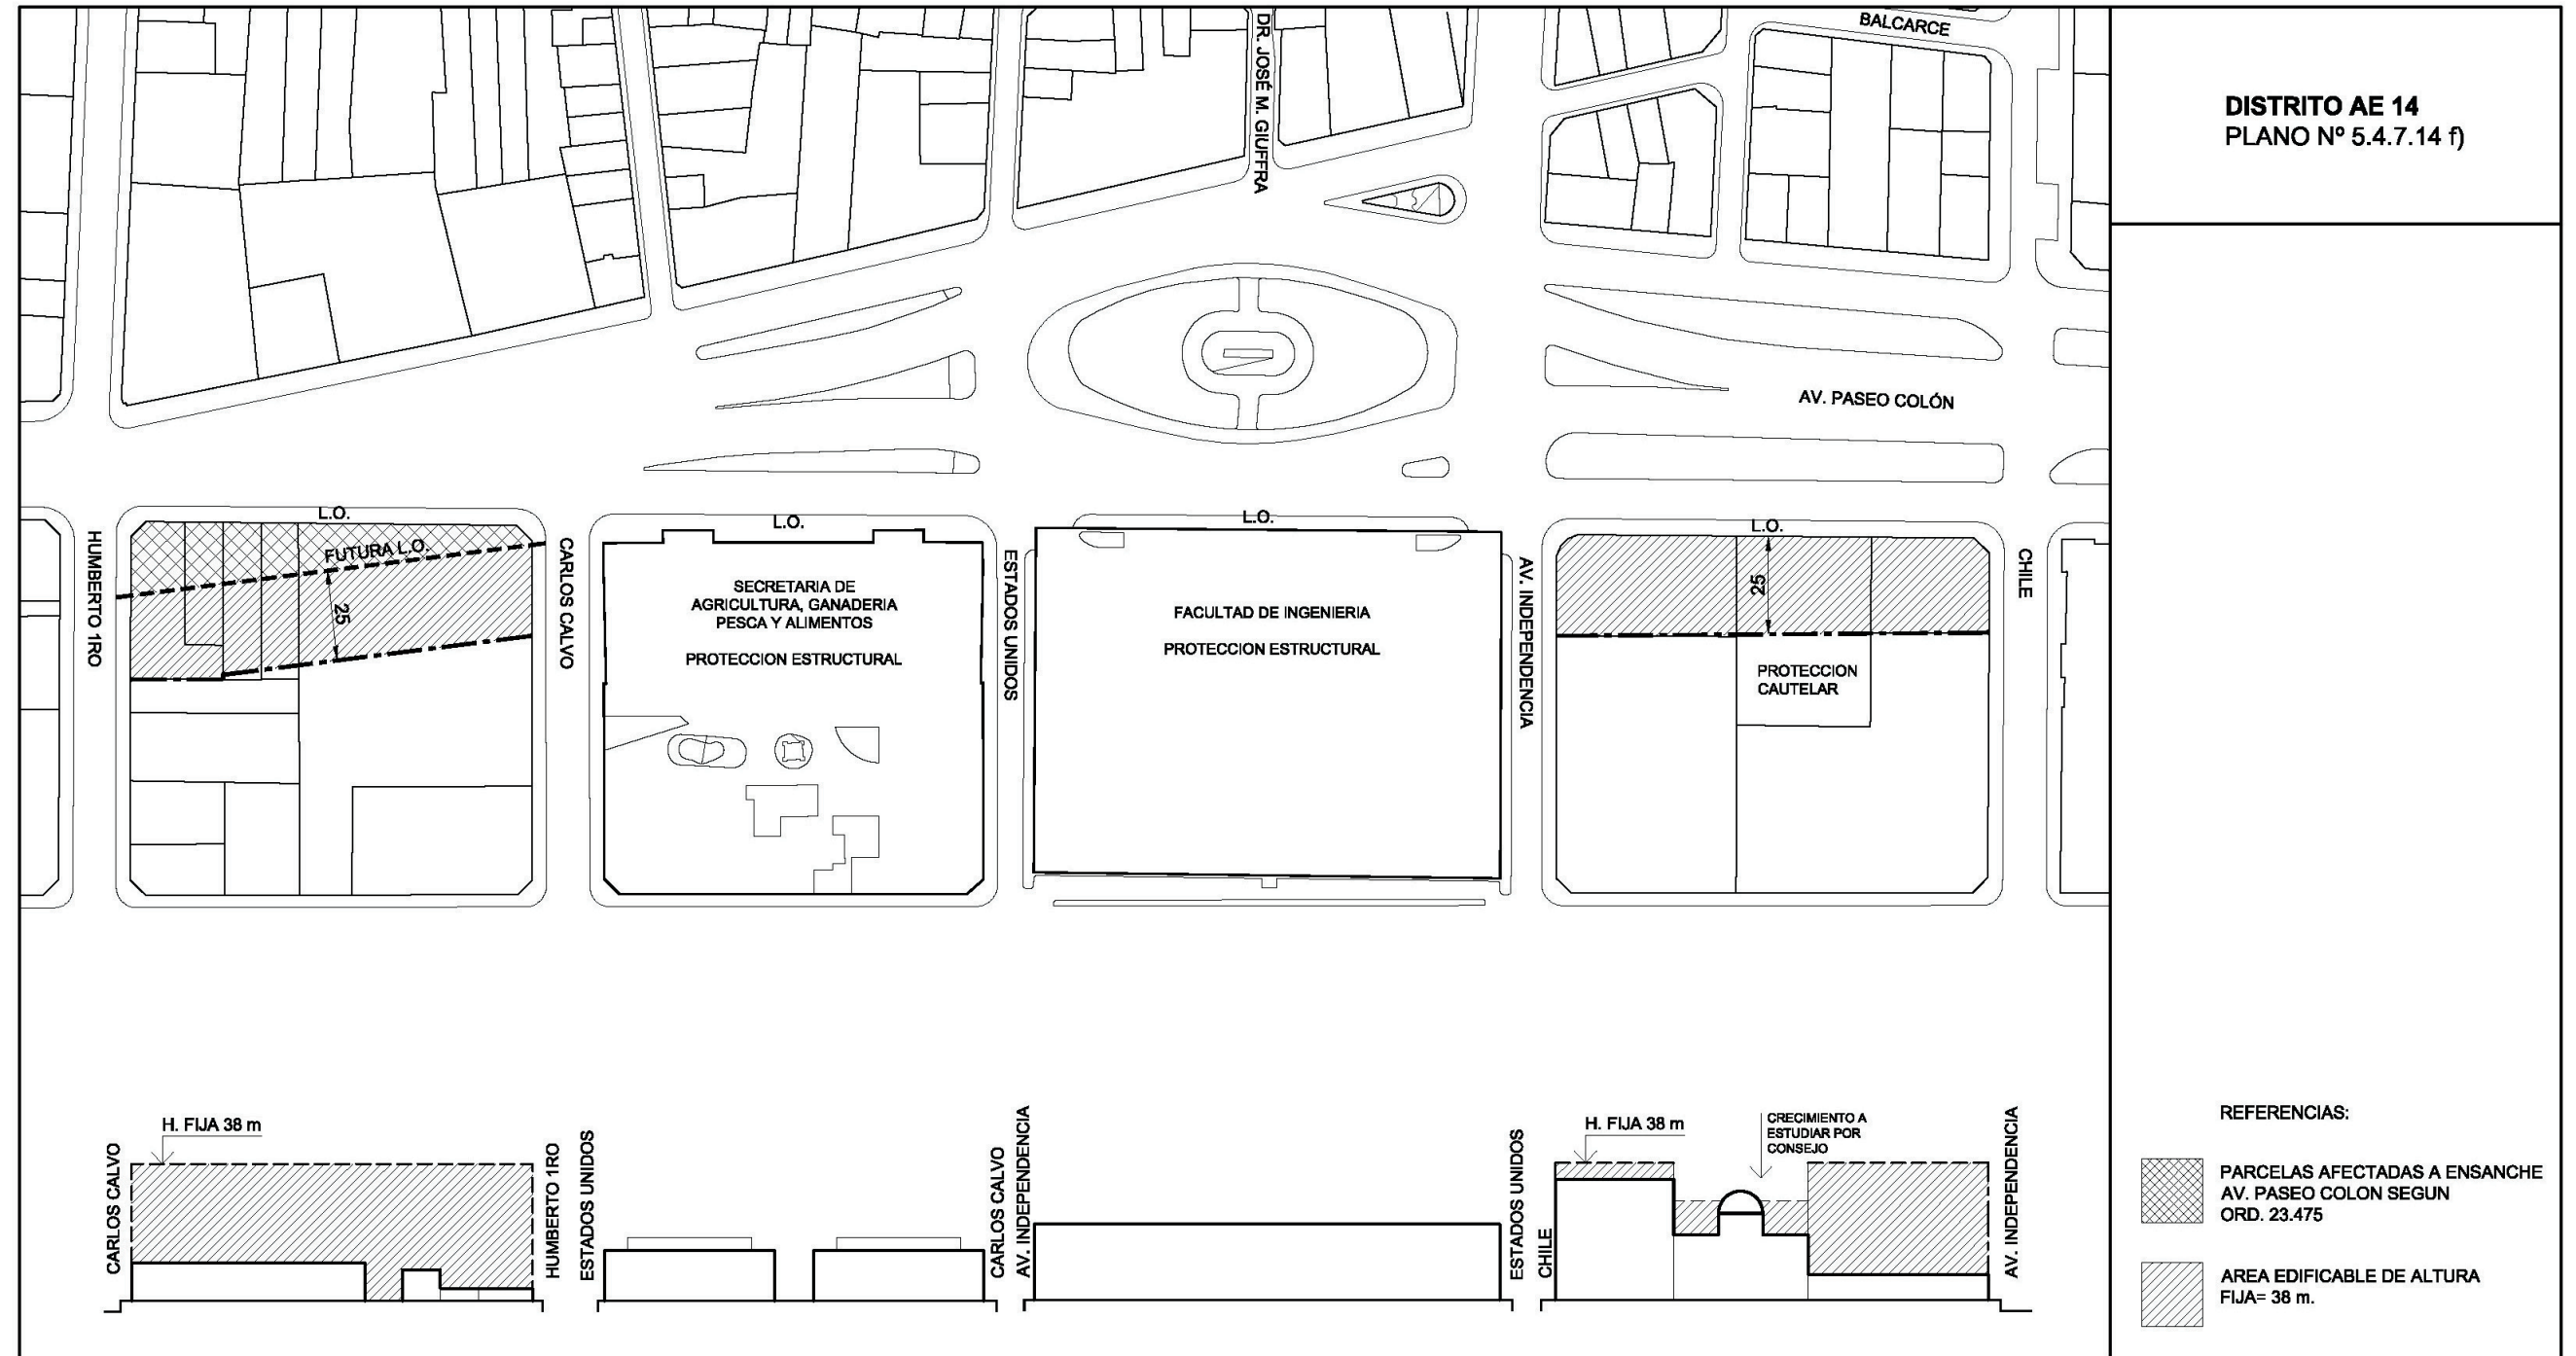 BALCARCE
DR. JOSÉ M. GIUFFRA
DISTRITO AE 14
PLANO Nº 5.4.7.14 f)
AV. PASEO COLÓN
L.O.
L.O.
L.O.
L.O.
FUTURA L.O.
25
25
HUMBERTO 1RO
CARLOS CALVO
SECRETARIA DE
AGRICULTURA, GANADERIA
PESCA Y ALIMENTOS
PROTECCION ESTRUCTURAL
ESTADOS UNIDOS
FACULTAD DE INGENIERIA
PROTECCION ESTRUCTURAL
AV. INDEPENDENCIA
PROTECCION
CAUTELAR
CHILE
CARLOS CALVO
H. FIJA 38 m
HUMBERTO 1RO
ESTADOS UNIDOS
CARLOS CALVO
AV. INDEPENDENCIA
ESTADOS UNIDOS
CHILE
H. FIJA 38 m
CRECIMIENTO A
ESTUDIAR POR
CONSEJO
AV. INDEPENDENCIA
REFERENCIAS:
PARCELAS AFECTADAS A ENSANCHE
AV. PASEO COLON SEGUN
ORD. 23.475
AREA EDIFICABLE DE ALTURA
FIJA= 38 m.